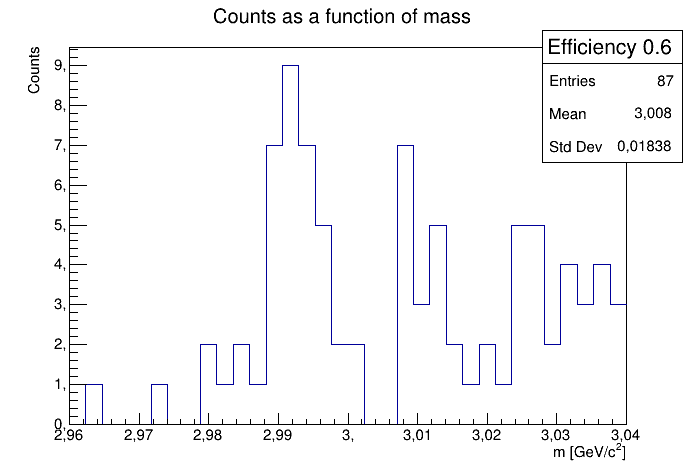 Counts as a function of mass
Efficiency 0.6
Entries 87
Mean 3,008
Std Dev 0,01838
Counts
9,
8,
7,
6,
5,
4,
3,
2,
1,
0,
2,96 2,97 2,98 2,99 3, 3,01 3,02 3,03 3,04
m [GeV/c²]